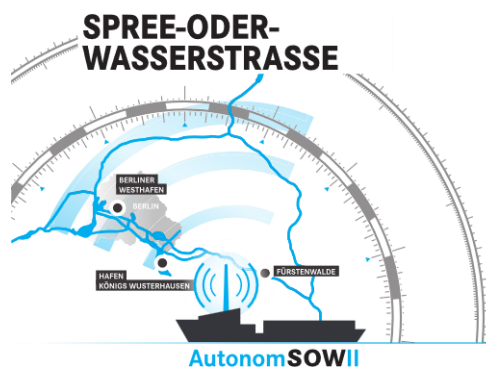 SPREE-ODER-
WASSERSTRASSE
BERLINER
WESTHAFEN
BERLIN
HAFEN
KÖNIGS WUSTERHAUSEN
FÜRSTENWALDE
AutonomSOWII